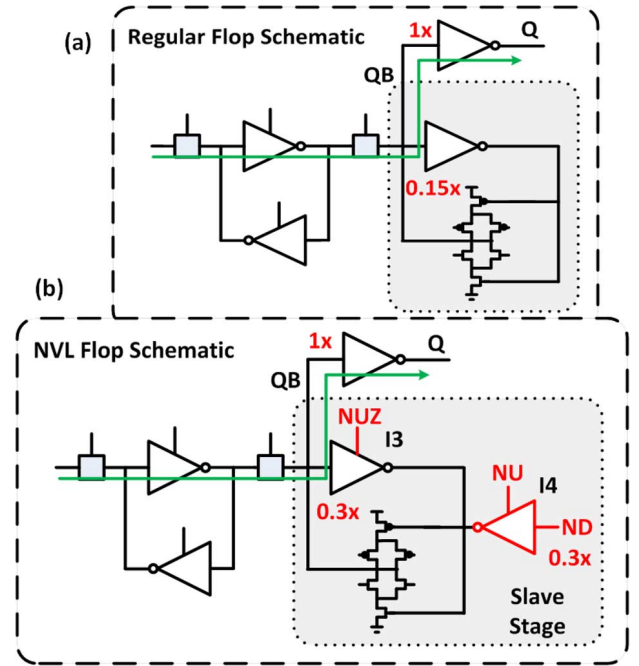 (a)
Regular Flop Schematic
1x
Q
QB
0.15x
(b)
NVL Flop Schematic
1x
Q
QB
NUZ
I3
NU
I4
0.3x
ND
0.3x
Slave
Stage